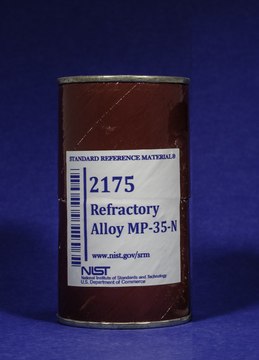 STANDARD REFERENCE MATERIAL®
2175
Refractory
Alloy MP-35-N
www.nist.gov/srm
NIST
National Institute of Standards and Technology
U.S. Department of Commerce